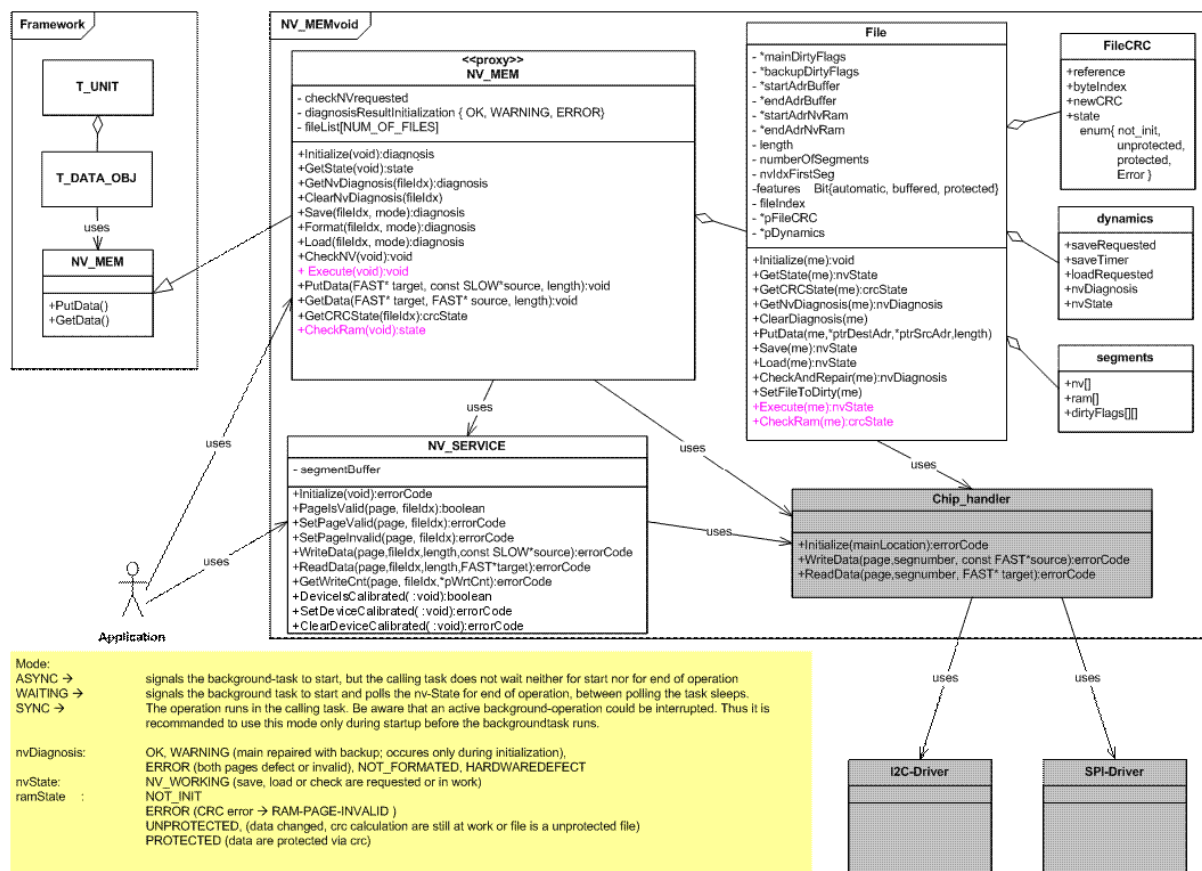 Framework
T_UNIT
T_DATA_OBJ
uses
NV_MEM
+PutData()
+GetData()
NV_MEMvoid
<<proxy>>
NV_MEM
- checkNVrequested
- diagnosisResultInitialization { OK, WARNING, ERROR}
- fileList[NUM_OF_FILES]
+Initialize(void):diagnosis
+GetState(void):state
+GetNvDiagnosis(fileIdx):diagnosis
+ClearNvDiagnosis(fileIdx)
+Save(fileIdx, mode):diagnosis
+Format(fileIdx, mode):diagnosis
+Load(fileIdx, mode):diagnosis
+CheckNV(void):void
+ Execute(void):void
+PutData(FAST* target, const SLOW*source, length):void
+GetData(FAST* target, FAST* source, length):void
+GetCRCState(fileIdx):crcState
+CheckRam(void):state
File
- *mainDirtyFlags
- *backupDirtyFlags
- *startAdrBuffer
- *endAdrBuffer
- *startAdrNvRam
- *endAdrNvRam
- length
- numberOfSegments
- nvIdxFirstSeg
-features Bit{automatic, buffered, protected}
- fileIndex
- *pFileCRC
- *pDynamics
+Initialize(me):void
+GetState(me):nvState
+GetCRCState(me):crcState
+GetNvDiagnosis(me):nvDiagnosis
+ClearDiagnosis(me)
+PutData(me,*ptrDestAdr,*ptrSrcAdr,length)
+Save(me):nvState
+Load(me):nvState
+CheckAndRepair(me):nvDiagnosis
+SetFileToDirty(me)
+Execute(me):nvState
+CheckRam(me):crcState
FileCRC
+reference
+byteIndex
+newCRC
+state
enum{ not_init,
unprotected,
protected,
Error }
dynamics
+saveRequested
+saveTimer
+loadRequested
+nvDiagnosis
+nvState
segments
+nv[]
+ram[]
+dirtyFlags[][]
uses
uses
uses
uses
uses
uses
NV_SERVICE
- segmentBuffer
+Initialize(void):errorCode
+PageIsValid(page, fileIdx):boolean
+SetPageValid(page, fileIdx):errorCode
+SetPageInvalid(page, fileIdx):errorCode
+WriteData(page,fileIdx,length,const SLOW*source):errorCode
+ReadData(page,fileIdx,length,FAST*target):errorCode
+GetWriteCnt(page, fileIdx,*pWrtCnt):errorCode
+DeviceIsCalibrated( :void):boolean
+SetDeviceCalibrated( :void):errorCode
+ClearDeviceCalibrated( :void):errorCode
Chip_handler
+Initialize(mainLocation):errorCode
+WriteData(page,segnumber, const FAST*source):errorCode
+ReadData(page,segnumber, FAST* target):errorCode
Application
Mode:
ASYNC → signals the background-task to start, but the calling task does not wait neither for start nor for end of operation
WAITING → signals the background task to start and polls the nv-State for end of operation, between polling the task sleeps.
SYNC → The operation runs in the calling task. Be aware that an active background-operation could be interrupted. Thus it is
recommanded to use this mode only during startup before the backgroundtask runs.
nvDiagnosis: OK, WARNING (main repaired with backup; occures only during initialization),
ERROR (both pages defect or invalid), NOT_FORMATED, HARDWAREDEFECT
nvState: NV_WORKING (save, load or check are requested or in work)
ramState : NOT_INIT
ERROR (CRC error → RAM-PAGE-INVALID )
UNPROTECTED, (data changed, crc calculation are still at work or file is a unprotected file)
PROTECTED (data are protected via crc)
uses
uses
I2C-Driver
SPI-Driver